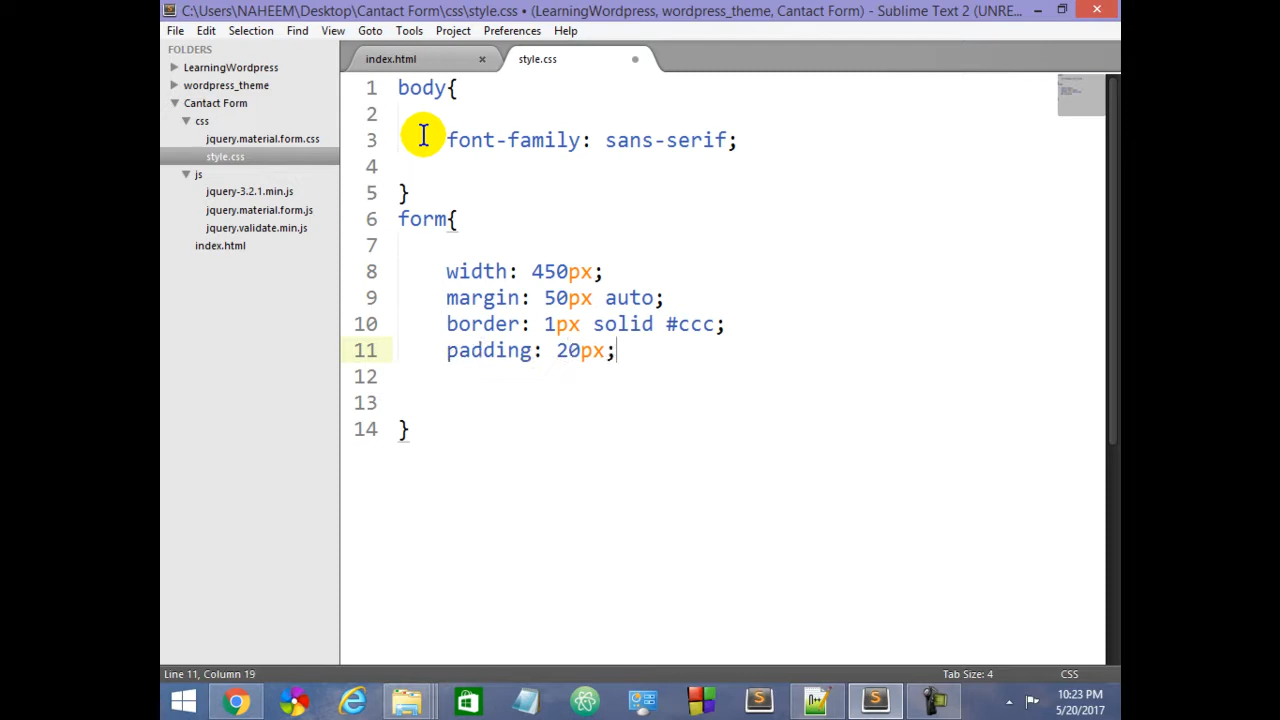 C:\Users\NAHEEM\Desktop\Cantact Form\css\style.css • (LearningWordpress, wordpress_theme, Cantact Form) - Sublime Text 2 (UNRE...
File Edit Selection Find View Goto Tools Project Preferences Help
FOLDERS
LearningWordpress
wordpress_theme
Cantact Form
css
jquery.material.form.css
style.css
js
jquery-3.2.1.min.js
jquery.material.form.js
jquery.validate.min.js
index.html
index.html × style.css
1 body{
2
3 font-family: sans-serif;
4
5 }
6 form{
7
8 width: 450px;
9 margin: 50px auto;
10 border: 1px solid #ccc;
11 padding: 20px;
12
13
14 }
Line 11, Column 19 Tab Size: 4 CSS
10:23 PM
5/20/2017